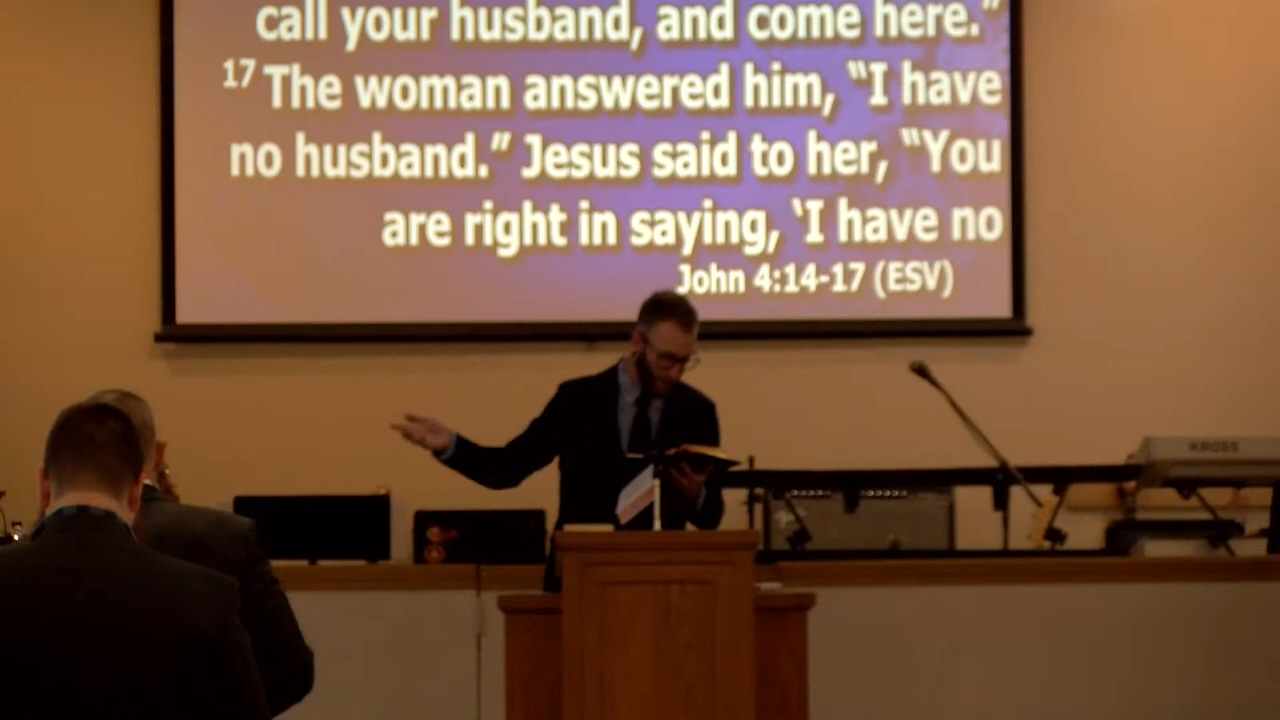 call your husband, and come here.”
17 The woman answered him, “I have
no husband.” Jesus said to her, “You
are right in saying, ‘I have no
John 4:14-17 (ESV)
KROSS